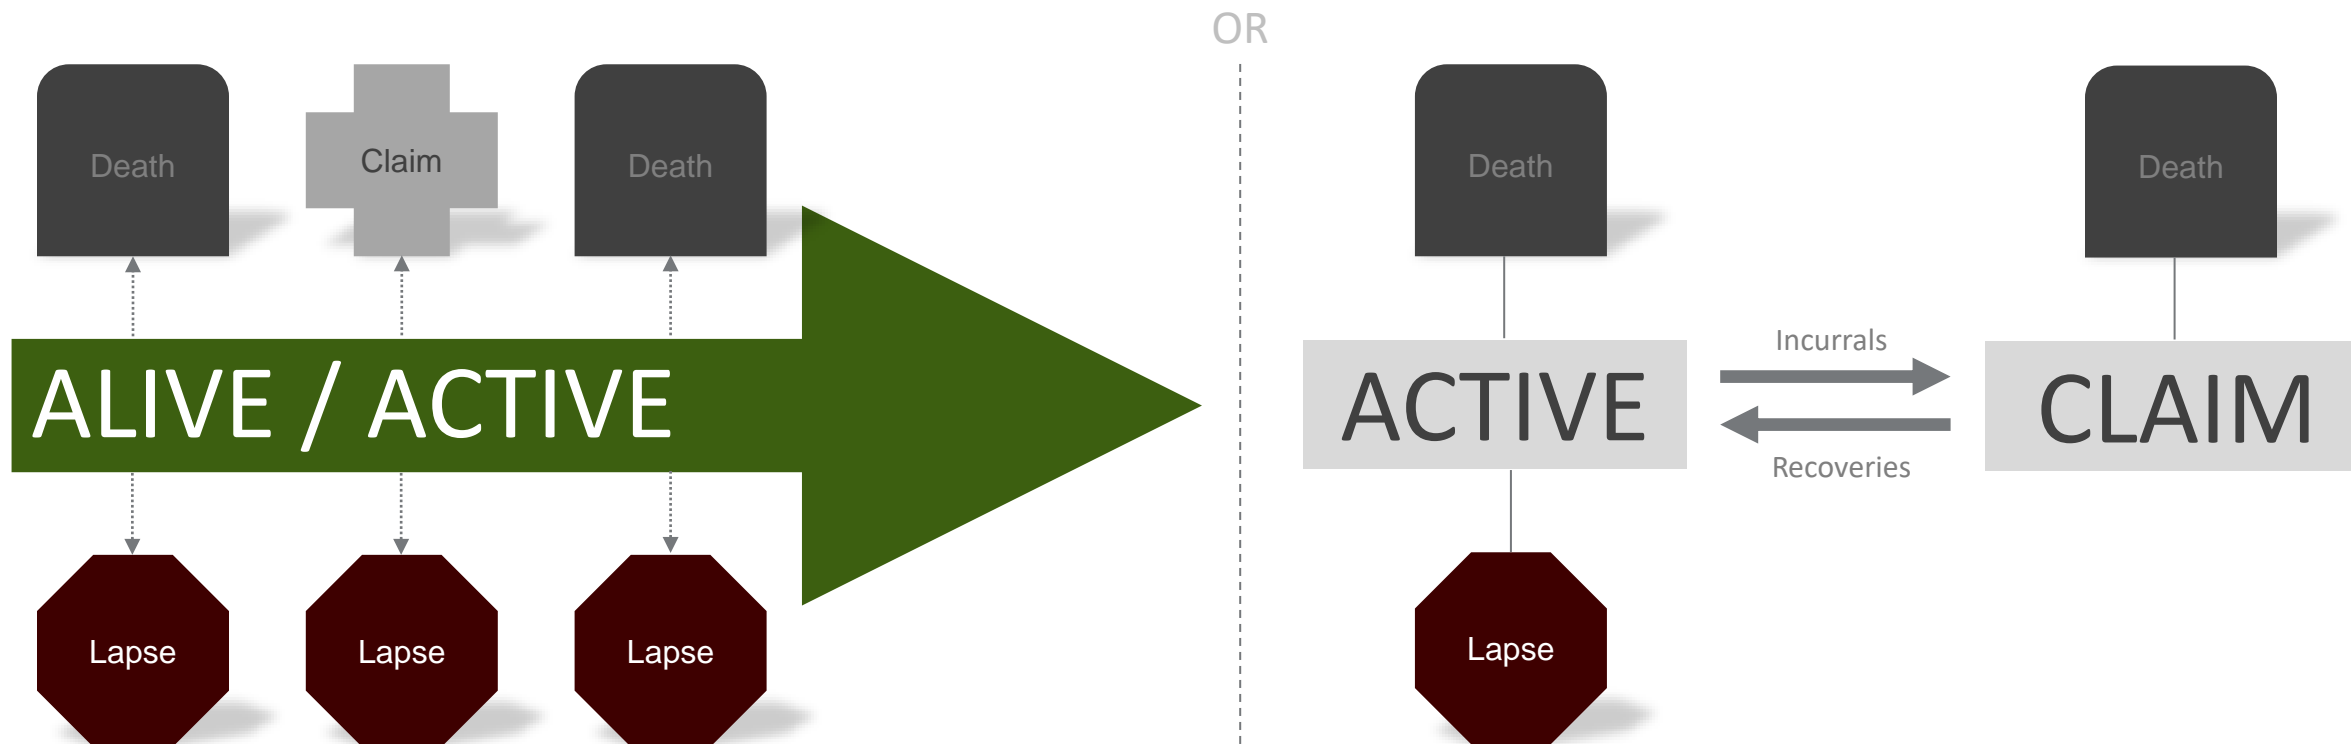 OR
Death
Claim
Death
ALIVE / ACTIVE
Lapse
Lapse
Lapse
Death
Death
ACTIVE
Incurrals
Recoveries
CLAIM
Lapse